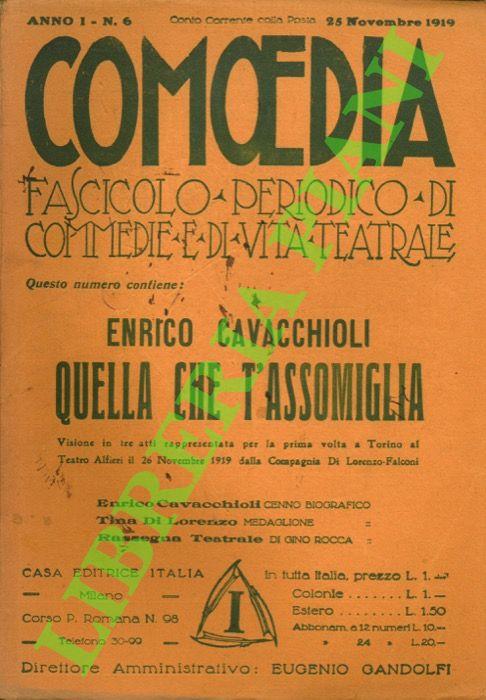 ANNO I - N. 6 Conto Corrente colla Posta 25 Novembre 1919
COMŒDIA
FASCICOLO PERIODICO DI
COMMEDIE E DI VITA TEATRALE
Questo numero contiene:
ENRICO CAVACCHIOLI
QUELLA CHE T'ASSOMIGLIA
Visione in tre atti rappresentata per la prima volta a Torino al
Teatro Alfieri il 26 Novembre 1919 dalla Compagnia Di Lorenzo-Falconi
Enrico Cavacchioli CENNO BIOGRAFICO
Tina Di Lorenzo MEDAGLIONE ::
Rassegna Teatrale DI GINO ROCCA ::
CASA EDITRICE ITALIA
— Milano —
Corso P. Romana N. 98
— Telefono 30-99 —
I
In tutta Italia, prezzo L. 1.—
Colonie ........ L. 1.—
Estero ........ L. 1.50
Abbonam. a 12 numeri L. 10.—
» 24 » L. 20.—
Direttore Amministrativo: EUGENIO GANDOLFI
LIBRERIA PIANI